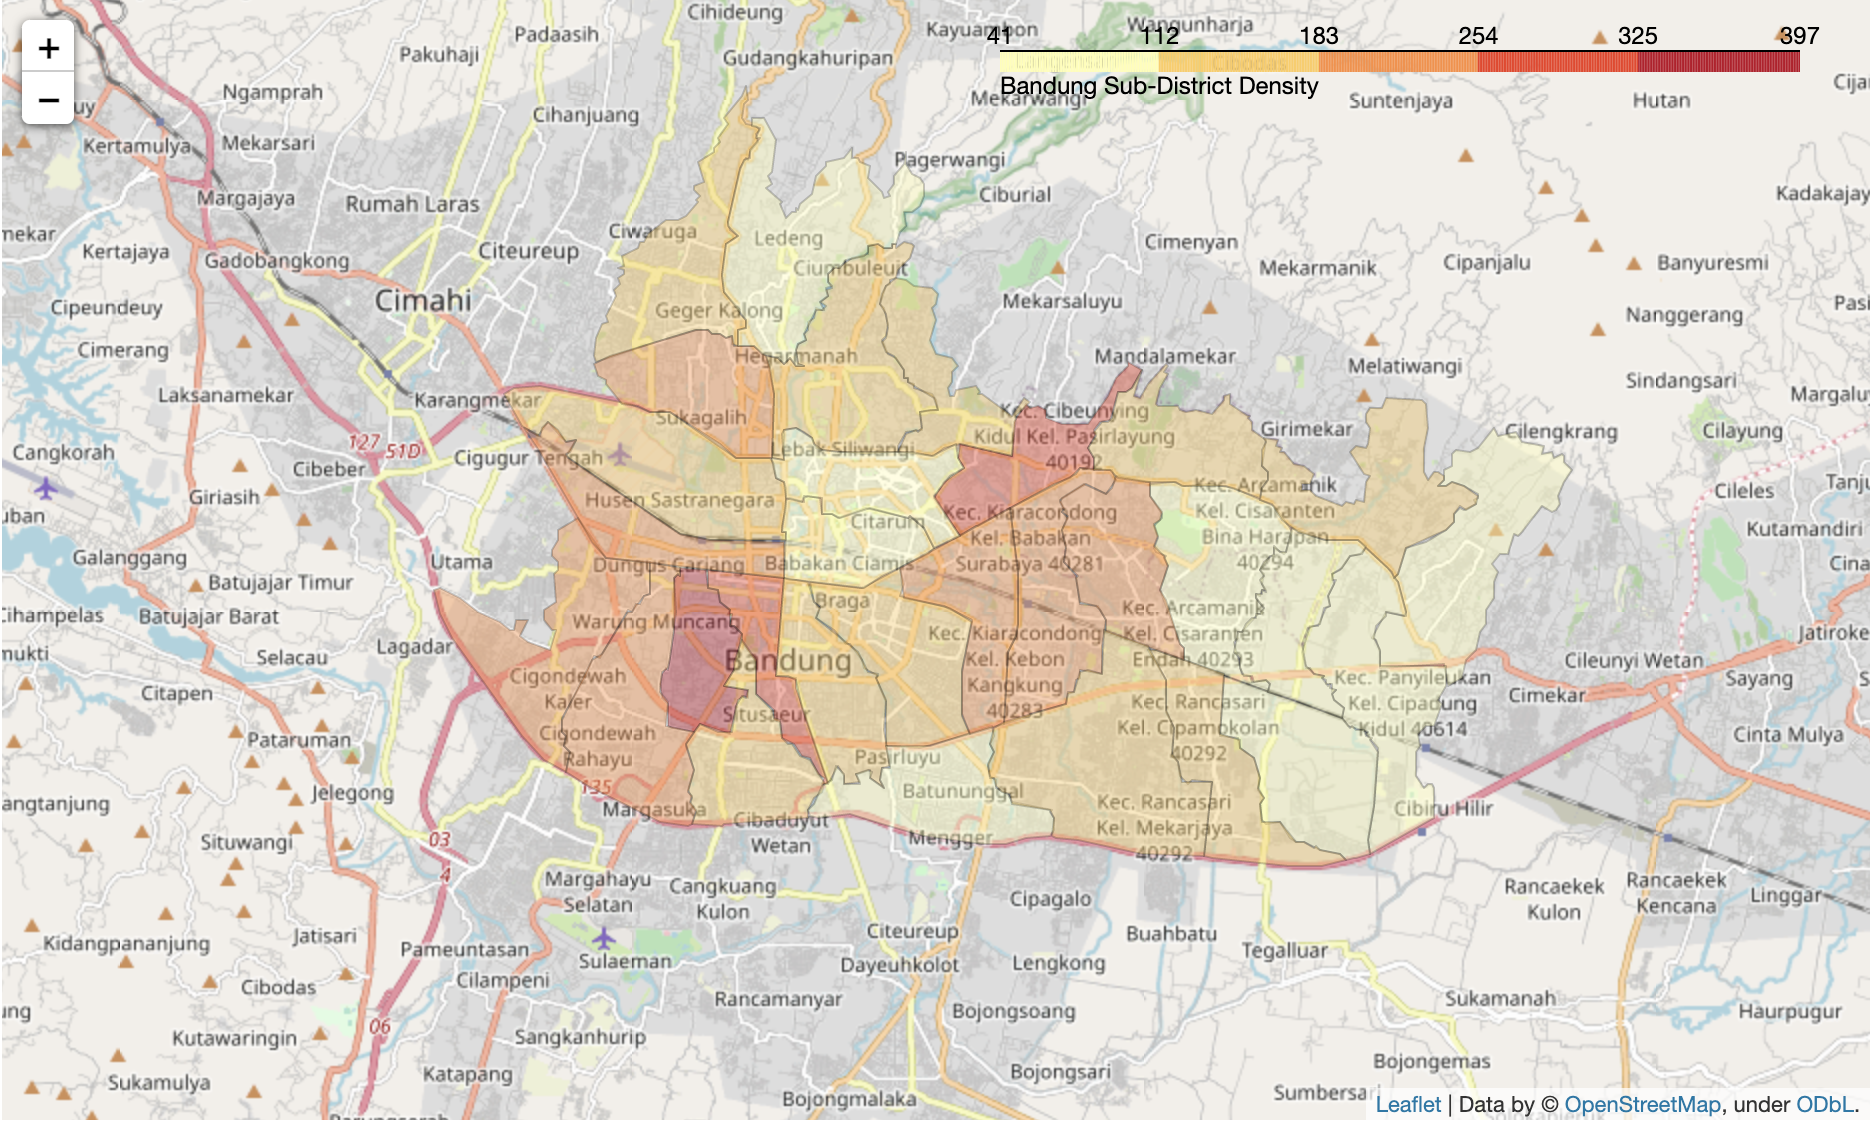 +
−
41 112 183 254 325 397
Bandung Sub-District Density
Cihideung
Kayuambon
Wangunharja
Padaasih
Pakuhaji
Gudangkahuripan
Langensari
Cibodas
Ngamprah
Mekarwangi
Suntenjaya
Hutan
Cihanjuang
Kertamulya
Mekarsari
Pagerwangi
Margajaya
Rumah Laras
Ciburial
Kadakajay
mekar
Ciwaruga
Ledeng
Kertajaya
Citeureup
Cimenyan
Gadobangkong
Ciumbuleuit
Mekarmanik
Cipanjalu
Banyuresmi
Cimahi
Mekarsaluyu
Cipeundeuy
Geger Kalong
Nanggerang
Pasi
Cimerang
Hegarmanah
Mandalamekar
Melatiwangi
Sindangsari
Laksanamekar
Karangmekar
Margalu
Sukagalih
Kec. Cibeunying
Kidul Kel. Pasirlayung
40192
Girimekar
Cilengkrang
Cilayung
127
51D
Cangkorah
Cibeber
Cigugur Tengah
Lebak Siliwangi
Giriasih
Husen Sastranegara
Kec. Arcamanik
Kel. Cisaranten
Bina Harapan
40294
Cileles
Tanju
uban
Citarum
Kec. Kiaracondong
Kel. Babakan
Surabaya 40281
Kutamandiri
Galanggang
Utama
Dungus Cariang
Babakan Ciamis
Cina
Batujajar Timur
Braga
Cihampelas
Batujajar Barat
Warung Muncang
Kec. Arcamanik
Kel. Cisaranten
Endah 40293
Kec. Kiaracondong
Kel. Kebon
Kangkung
40283
Jatiroke
mukti
Selacau
Lagadar
Bandung
Cileunyi Wetan
Sayang
Citapen
Cigondewah
Kaler
Kec. Panyileukan
Kel. Cipadung
Kidul 40614
Cimekar
Situsaeur
Kec. Rancasari
Kel. Cipamokolan
40292
Pataruman
Cigondewah
Rahayu
Cinta Mulya
Pasirluyu
135
Jelegong
Batununggal
angtanjung
Margasuka
Kec. Rancasari
Kel. Mekarjaya
40292
Cibiru Hilir
Cibaduyut
Wetan
Mengger
Situwangi
03
4
Margahayu
Selatan
Cangkuang
Kulon
Cipagalo
Rancaekek
Kulon
Rancaekek
Kencana
Linggar
Kidangpananjung
Jatisari
Pameuntasan
Citeureup
Buahbatu
Tegalluar
Sulaeman
Dayeuhkolot
Lengkong
Cibodas
Cilampeni
Rancamanyar
Sukamanah
Bojongsoang
Haurpugur
06
Kutawaringin
Sangkanhurip
Katapang
Bojongsari
Bojongemas
Sukamulya
Bojongmalaka
Sumbersari
Leaflet | Data by © OpenStreetMap, under ODbL.